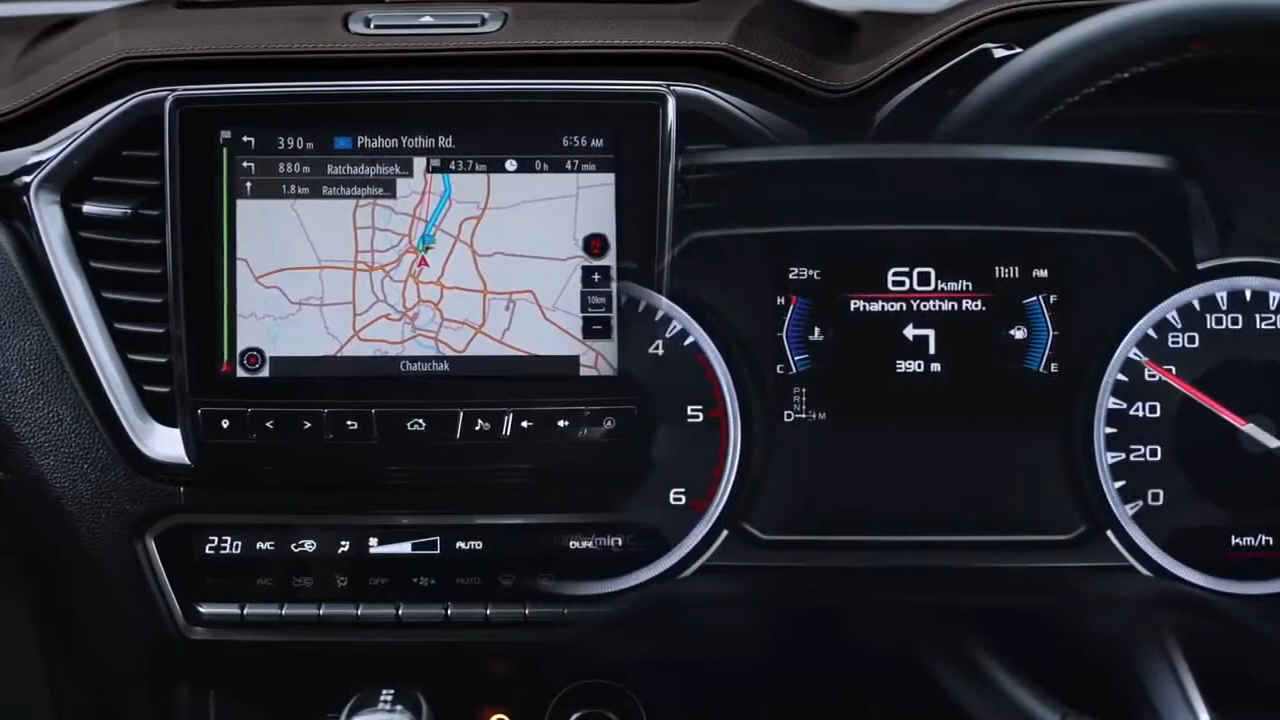 390 m Phahon Yothin Rd. 6:56 AM
880 m Ratchadaphisek...
43.7 km 0 h 47 min
1.8 km Ratchadaphise...
N
+
10km
−
Chatuchak
23.0 A/C AUTO DUAL
A/C OFF AUTO
P
R
N
4
5
6
r/min
23°C 60 km/h 11:11 AM
H
C
Phahon Yothin Rd.
390 m
F
E
P
R
N
D M
0
20
40
60
80
100
120
km/h